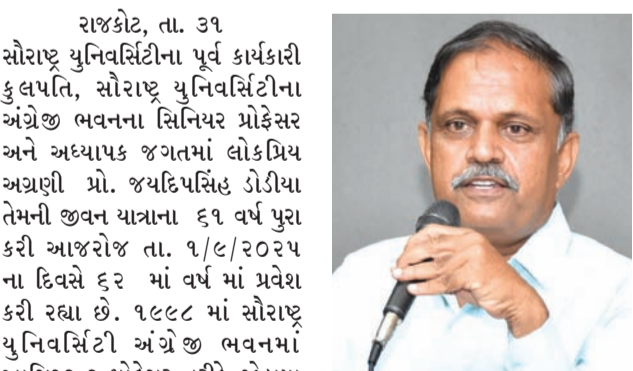 રાજકોટ, તા. ૩૧
સૌરાષ્ટ્ર યુનિવર્સિટીના પૂર્વ કાર્યકારી
કુલપતિ, સૌરાષ્ટ્ર યુનિવર્સિટીના
અંગ્રેજી ભવનના સિનિયર પ્રોફેસર
અને અધ્યાપક જગતમાં લોકપ્રિય
અગ્રણી પ્રો. જયદિપસિંહ ડોડીયા
તેમની જીવન યાત્રાના ૬૧ વર્ષ પુરા
કરી આજરોજ તા. ૧/૯/૨૦૨૫
ના દિવસે ૬૨ માં વર્ષ માં પ્રવેશ
કરી રહ્યા છે. ૧૯૯૮ માં સૌરાષ્ટ્ર
યુનિવર્સિટી અંગ્રેજી ભવનમાં